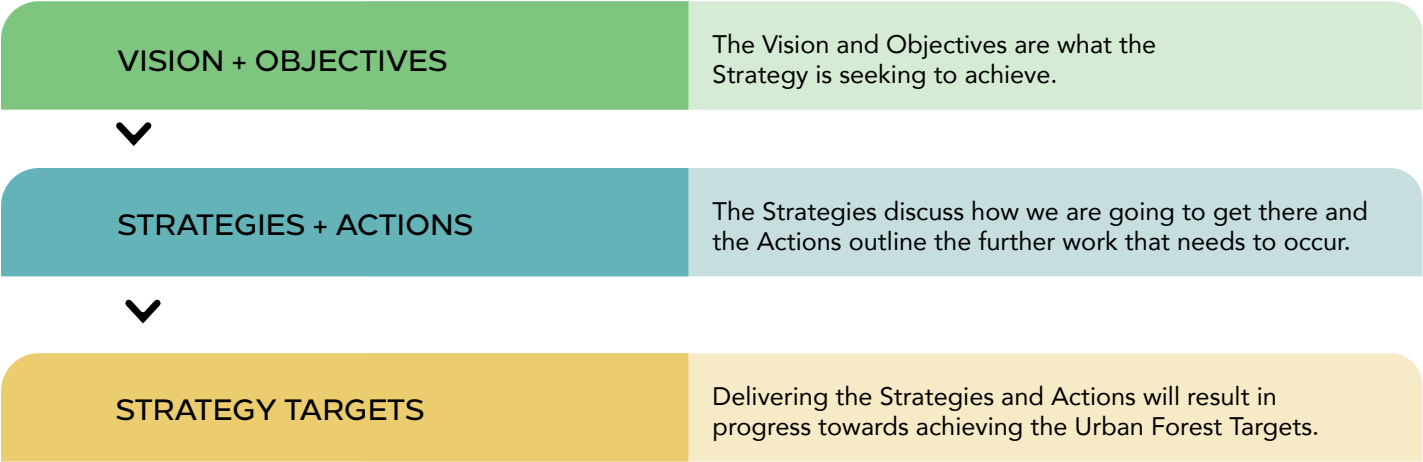 VISION + OBJECTIVES
The Vision and Objectives are what the
Strategy is seeking to achieve.
STRATEGIES + ACTIONS
The Strategies discuss how we are going to get there and
the Actions outline the further work that needs to occur.
STRATEGY TARGETS
Delivering the Strategies and Actions will result in
progress towards achieving the Urban Forest Targets.